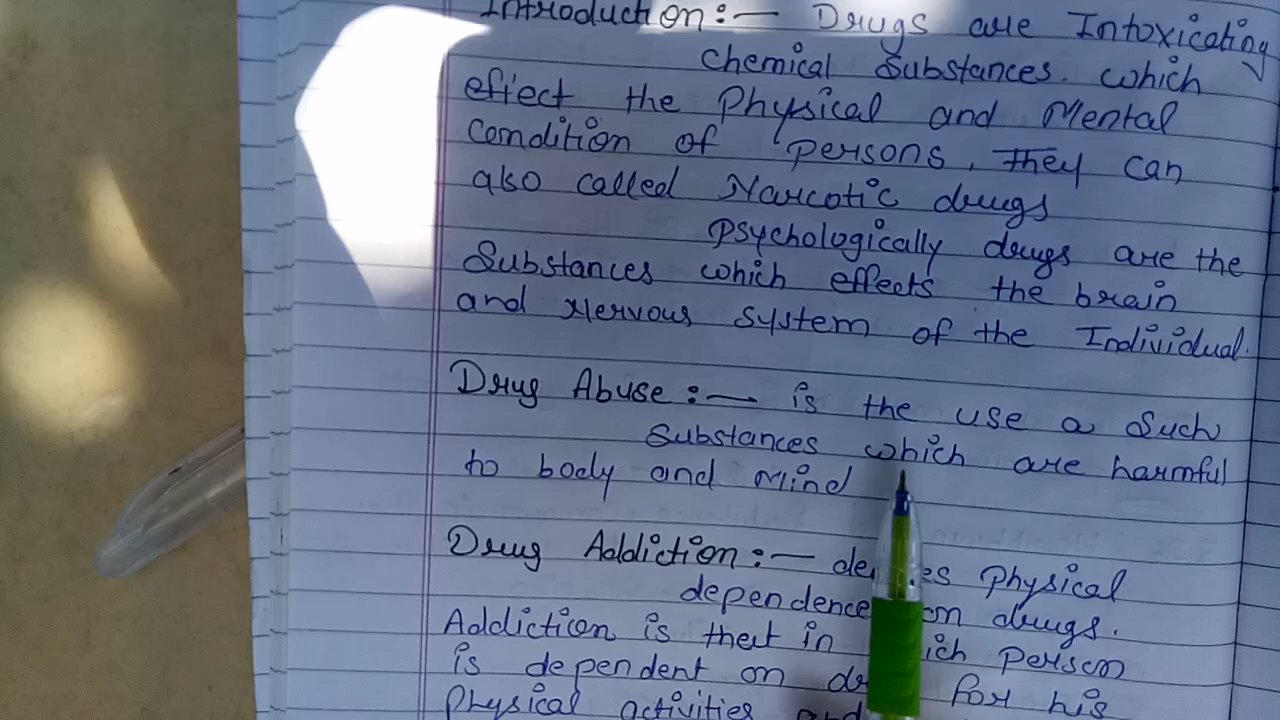 Introduction :— Drugs are Intoxicating
Chemical Substances. which
effect the Physical and Mental
Condition of Persons, They can
also called Narcotic drugs
Psychologically drugs are the
Substances which effects the brain
and Nervous System of the Individual.
Drug Abuse :— is the use a Such
Substances which are harmful
to body and Mind
Drug Addiction :— Physical
dependence on drugs.
Addiction is that in person
is dependent on for his
Physical activities and